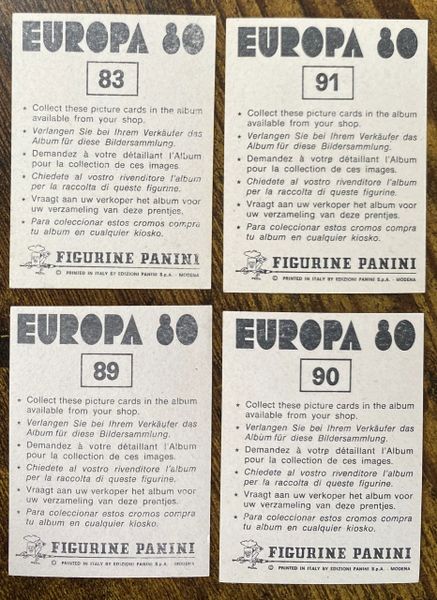 EUROPA 80
83
* Collect these picture cards in the album
available from your shop.
* Verlangen Sie bei Ihrem Verkäufer das
Album für diese Bildersammlung.
* Demandez à votre détaillant l'Album
pour la collection de ces images.
* Chiedete al vostro rivenditore l'album
per la raccolta di queste figurine.
* Vraagt aan uw verkoper het album voor
uw verzameling van deze prentjes.
* Para coleccionar estos cromos compra
tu album en cualquier kiosko.
FIGURINE PANINI
© PRINTED IN ITALY BY EDIZIONI PANINI S.p.A. - MODENA
EUROPA 80
91
* Collect these picture cards in the album
available from your shop.
* Verlangen Sie bei Ihrem Verkäufer das
Album für diese Bildersammlung.
* Demandez à votre détaillant l'Album
pour la collection de ces images.
* Chiedete al vostro rivenditore l'album
per la raccolta di queste figurine.
* Vraagt aan uw verkoper het album voor
uw verzameling van deze prentjes.
* Para coleccionar estos cromos compra
tu album en cualquier kiosko.
FIGURINE PANINI
© PRINTED IN ITALY BY EDIZIONI PANINI S.p.A. - MODENA
EUROPA 80
89
* Collect these picture cards in the album
available from your shop.
* Verlangen Sie bei Ihrem Verkäufer das
Album für diese Bildersammlung.
* Demandez à votre détaillant l'Album
pour la collection de ces images.
* Chiedete al vostro rivenditore l'album
per la raccolta di queste figurine.
* Vraagt aan uw verkoper het album voor
uw verzameling van deze prentjes.
* Para coleccionar estos cromos compra
tu album en cualquier kiosko.
FIGURINE PANINI
© PRINTED IN ITALY BY EDIZIONI PANINI S.p.A. - MODENA
EUROPA 80
90
* Collect these picture cards in the album
available from your shop.
* Verlangen Sie bei Ihrem Verkäufer das
Album für diese Bildersammlung.
* Demandez à votre détaillant l'Album
pour la collection de ces images.
* Chiedete al vostro rivenditore l'album
per la raccolta di queste figurine.
* Vraagt aan uw verkoper het album voor
uw verzameling van deze prentjes.
* Para coleccionar estos cromos compra
tu album en cualquier kiosko.
FIGURINE PANINI
© PRINTED IN ITALY BY EDIZIONI PANINI S.p.A. - MODENA